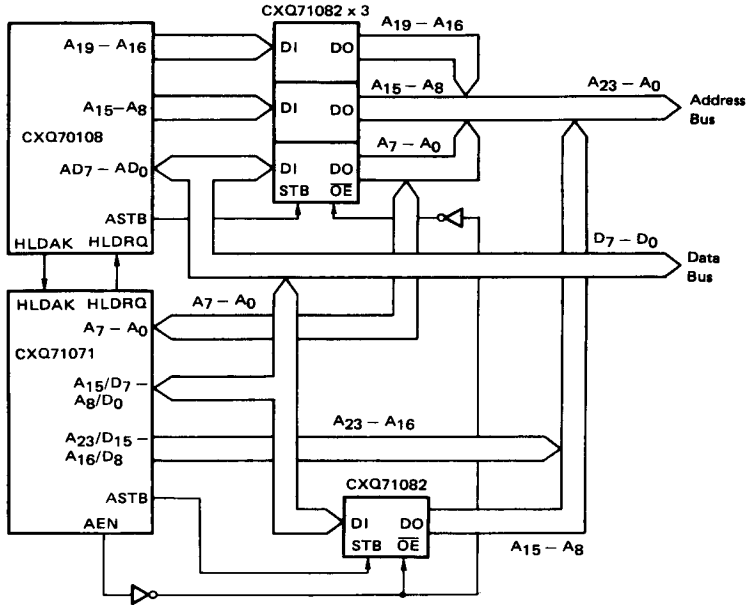 CXQ71082 x 3
A19 – A16
DI
DO
A19 – A16
A15–A8
DI
DO
A15 – A8
A23 – A0
Address
Bus
CXQ70108
A7 – A0
AD7 – AD0
DI
DO
STB
OE
ASTB
HLDAK
HLDRQ
D7 – D0
Data
Bus
HLDAK
HLDRQ
A7 – A0
A7 – A0
CXQ71071
A15/D7 –
A8/D0
A23/D15 –
A16/D8
A23 – A16
ASTB
CXQ71082
DI
DO
STB
OE
AEN
A15 – A8